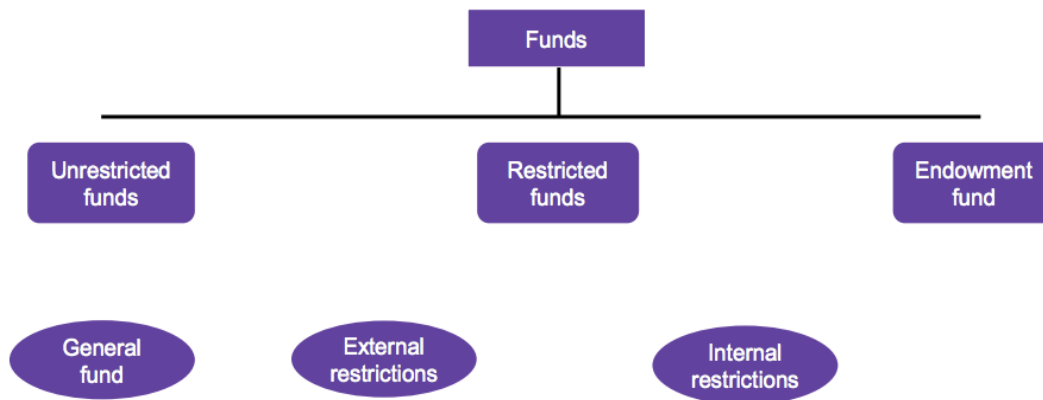 Funds
Unrestricted
funds
Restricted
funds
Endowment
fund
General
fund
External
restrictions
Internal
restrictions